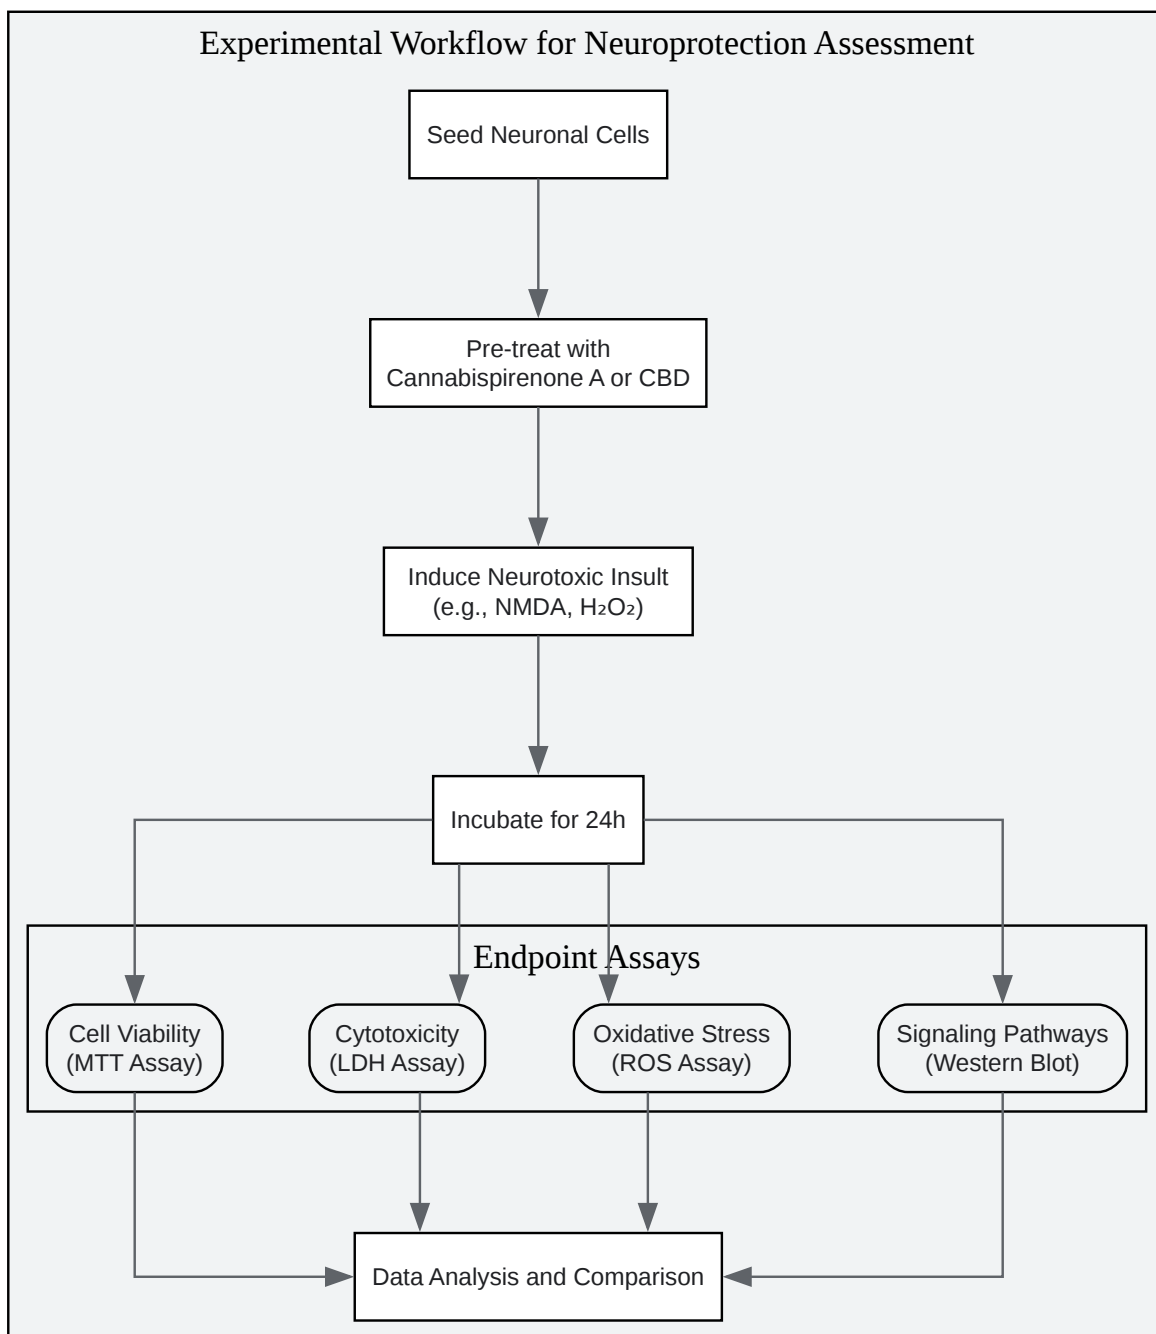 Experimental Workflow for Neuroprotection Assessment
Seed Neuronal Cells
Pre-treat with
Cannabispirenone A or CBD
Induce Neurotoxic Insult
(e.g., NMDA, H₂O₂)
Incubate for 24h
Endpoint Assays
Cell Viability
(MTT Assay)
Cytotoxicity
(LDH Assay)
Oxidative Stress
(ROS Assay)
Signaling Pathways
(Western Blot)
Data Analysis and Comparison